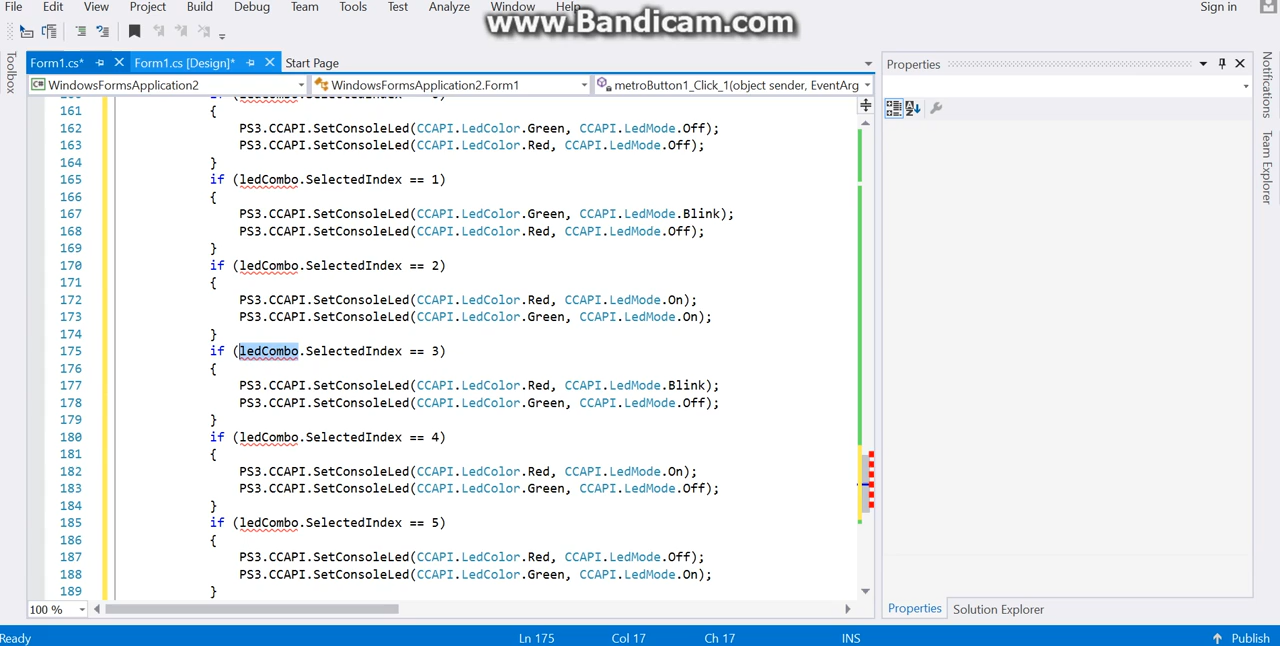 File Edit View Project Build Debug Team Tools Test Analyze Window Help Sign in
www.Bandicam.com
Form1.cs* Form1.cs [Design]* Start Page
Toolbox
WindowsFormsApplication2 WindowsFormsApplication2.Form1 metroButton1_Click_1(object sender, EventArg
161 {
162 PS3.CCAPI.SetConsoleLed(CCAPI.LedColor.Green, CCAPI.LedMode.Off);
163 PS3.CCAPI.SetConsoleLed(CCAPI.LedColor.Red, CCAPI.LedMode.Off);
164 }
165 if (ledCombo.SelectedIndex == 1)
166 {
167 PS3.CCAPI.SetConsoleLed(CCAPI.LedColor.Green, CCAPI.LedMode.Blink);
168 PS3.CCAPI.SetConsoleLed(CCAPI.LedColor.Red, CCAPI.LedMode.Off);
169 }
170 if (ledCombo.SelectedIndex == 2)
171 {
172 PS3.CCAPI.SetConsoleLed(CCAPI.LedColor.Red, CCAPI.LedMode.On);
173 PS3.CCAPI.SetConsoleLed(CCAPI.LedColor.Green, CCAPI.LedMode.On);
174 }
175 if (ledCombo.SelectedIndex == 3)
176 {
177 PS3.CCAPI.SetConsoleLed(CCAPI.LedColor.Red, CCAPI.LedMode.Blink);
178 PS3.CCAPI.SetConsoleLed(CCAPI.LedColor.Green, CCAPI.LedMode.Off);
179 }
180 if (ledCombo.SelectedIndex == 4)
181 {
182 PS3.CCAPI.SetConsoleLed(CCAPI.LedColor.Red, CCAPI.LedMode.On);
183 PS3.CCAPI.SetConsoleLed(CCAPI.LedColor.Green, CCAPI.LedMode.Off);
184 }
185 if (ledCombo.SelectedIndex == 5)
186 {
187 PS3.CCAPI.SetConsoleLed(CCAPI.LedColor.Red, CCAPI.LedMode.Off);
188 PS3.CCAPI.SetConsoleLed(CCAPI.LedColor.Green, CCAPI.LedMode.On);
189 }
100 %
Properties
Properties Solution Explorer
Notifications
Team Explorer
Ready Ln 175 Col 17 Ch 17 INS Publish